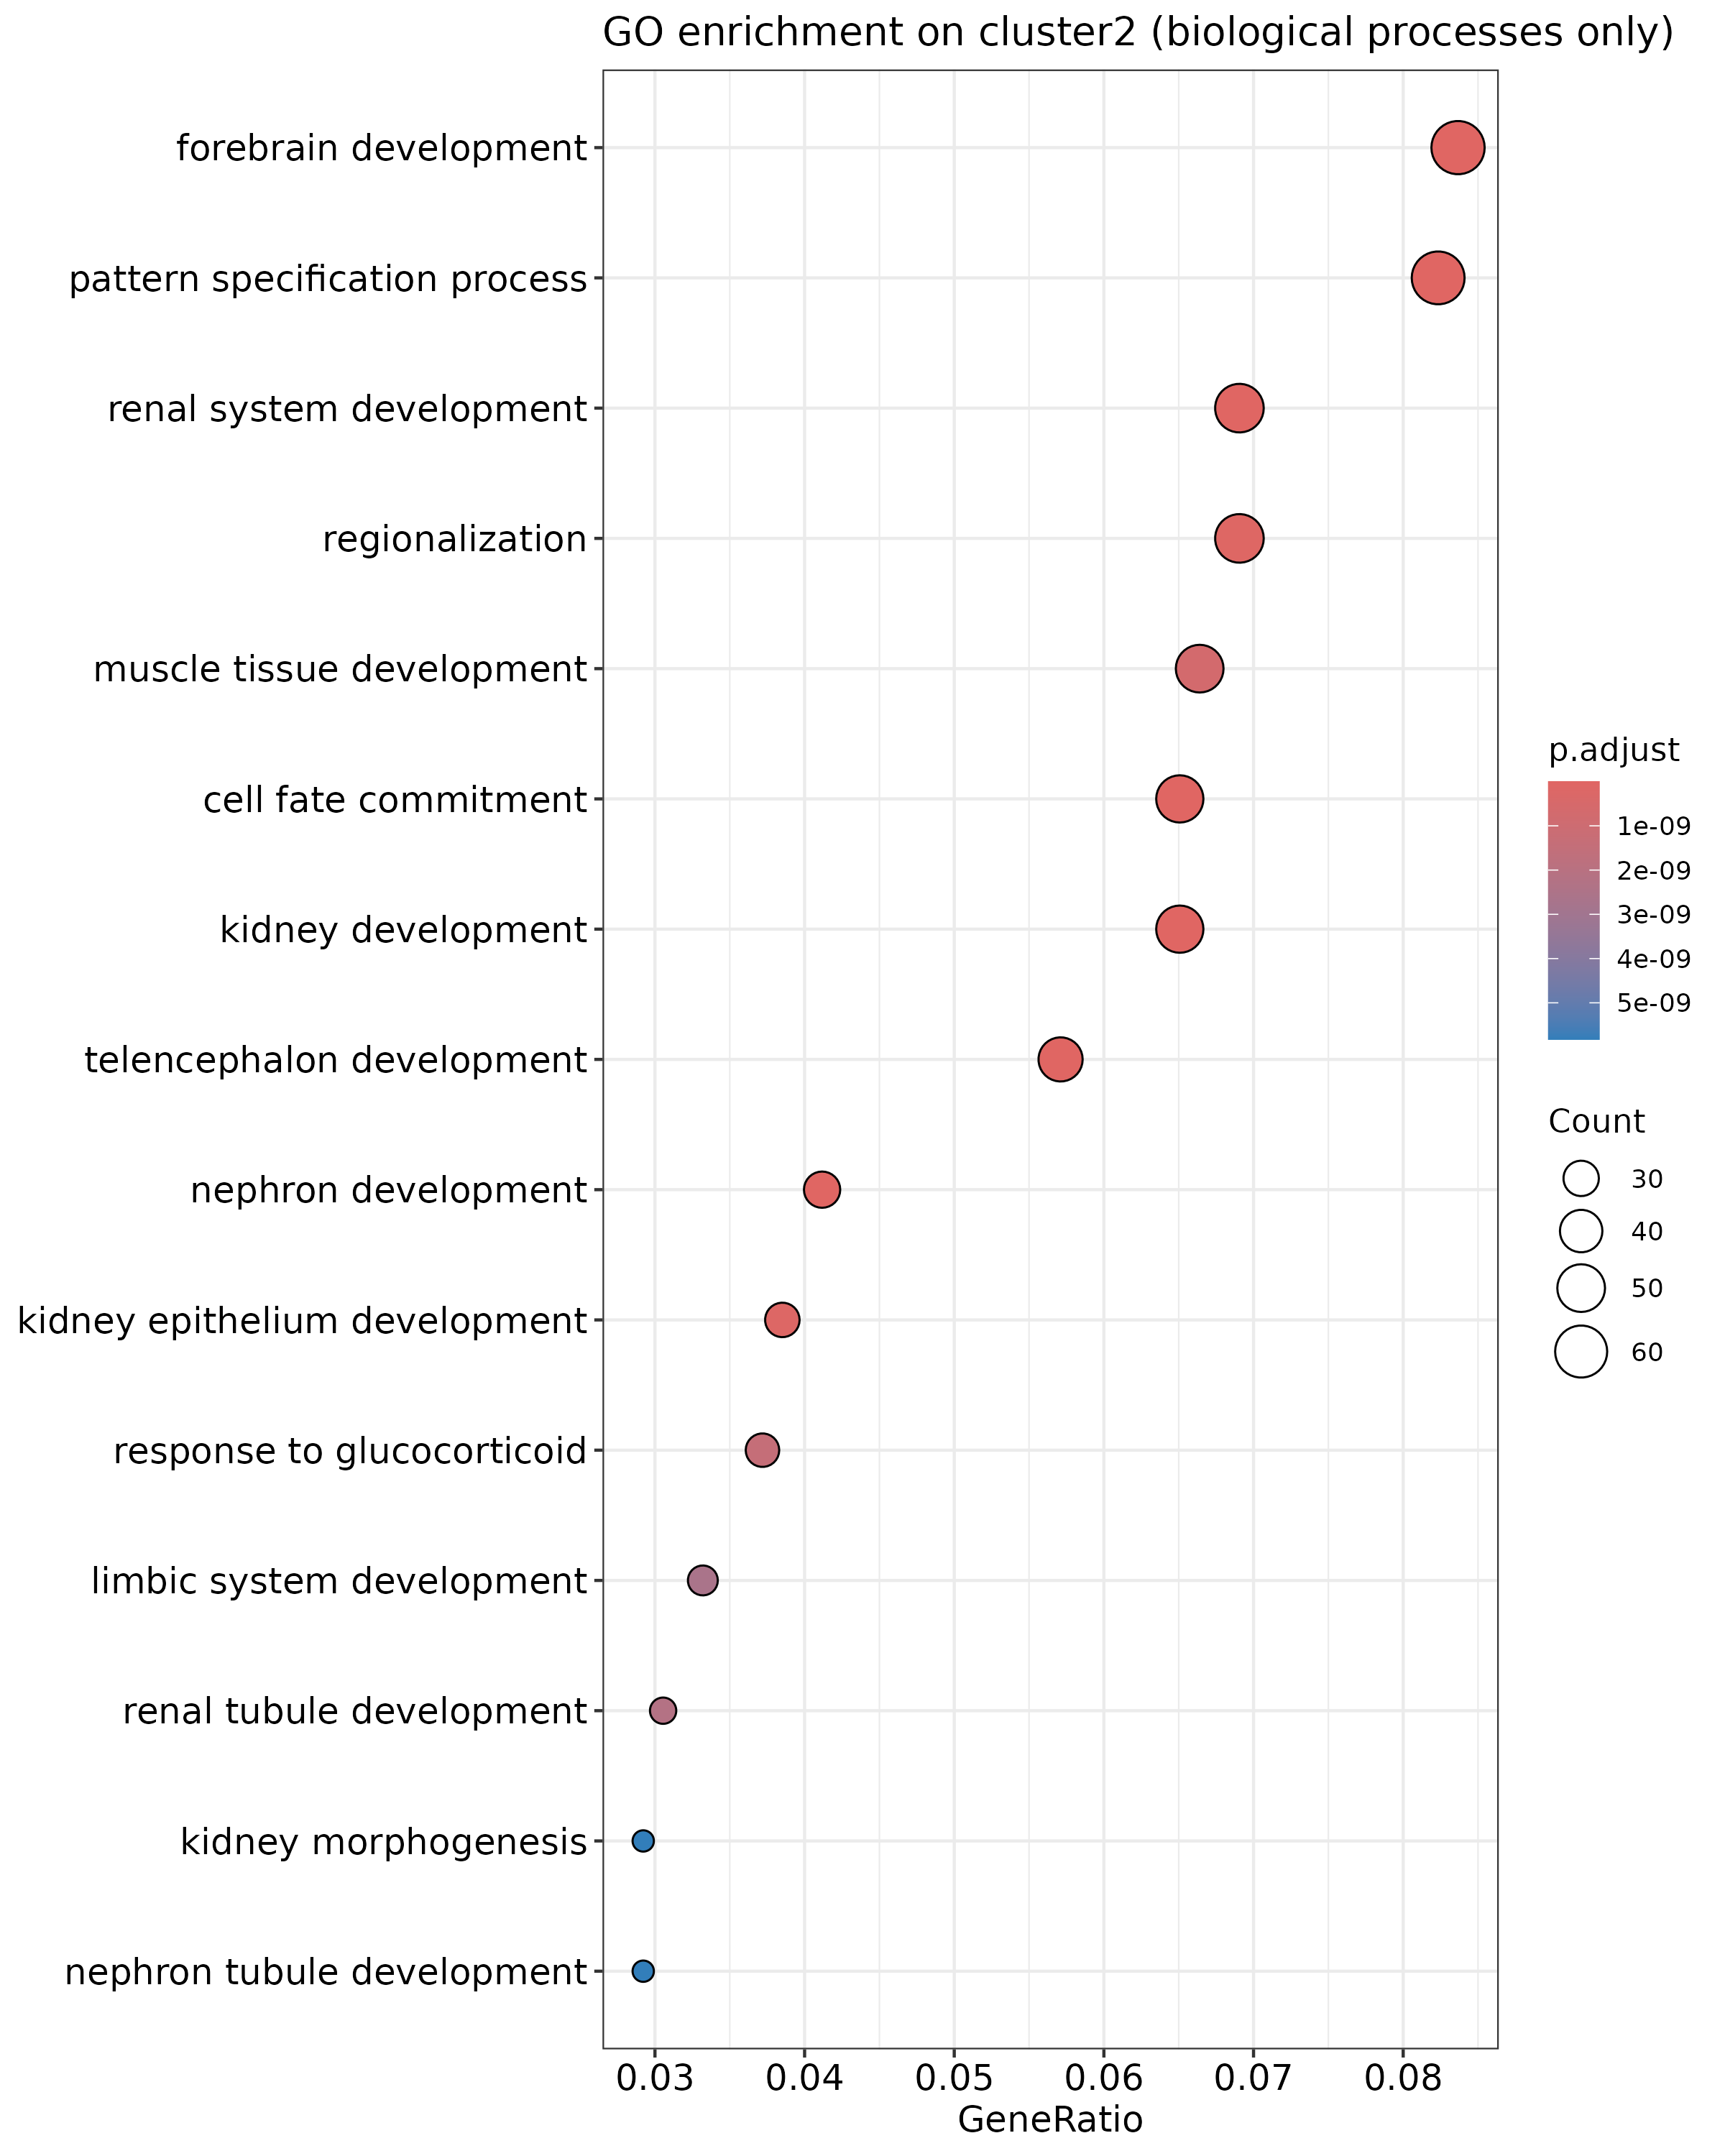 GO enrichment on cluster2 (biological processes only)
forebrain development
pattern specification process
renal system development
regionalization
muscle tissue development
cell fate commitment
kidney development
telencephalon development
nephron development
kidney epithelium development
response to glucocorticoid
limbic system development
renal tubule development
kidney morphogenesis
nephron tubule development
0.03 0.04 0.05 0.06 0.07 0.08
GeneRatio
p.adjust
1e-09
2e-09
3e-09
4e-09
5e-09
Count
30
40
50
60